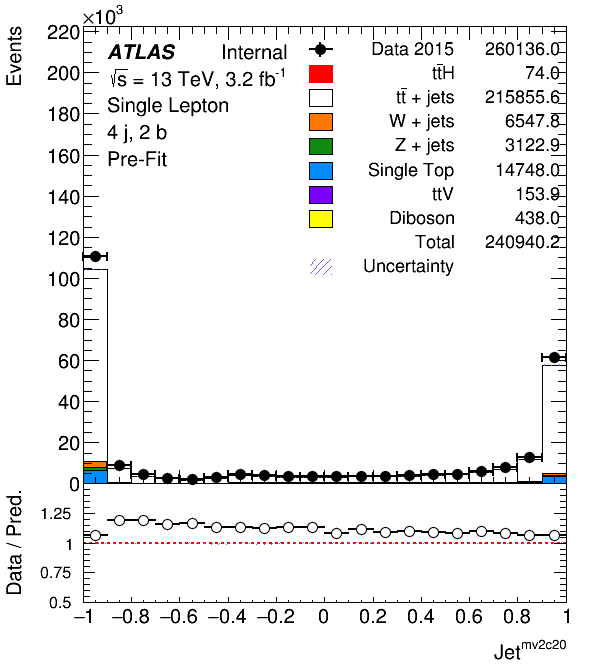 ×10³
Events
220
200
180
160
140
120
100
80
60
40
20
0
ATLAS Internal
√s = 13 TeV, 3.2 fb⁻¹
Single Lepton
4 j, 2 b
Pre-Fit
Data 2015 260136.0
tt̄H 74.0
tt̄ + jets 215855.6
W + jets 6547.8
Z + jets 3122.9
Single Top 14748.0
ttV 153.9
Diboson 438.0
Total 240940.2
Uncertainty
Data / Pred.
1.25
1
0.75
0.5
−1 −0.8 −0.6 −0.4 −0.2 0 0.2 0.4 0.6 0.8 1
Jet^mv2c20